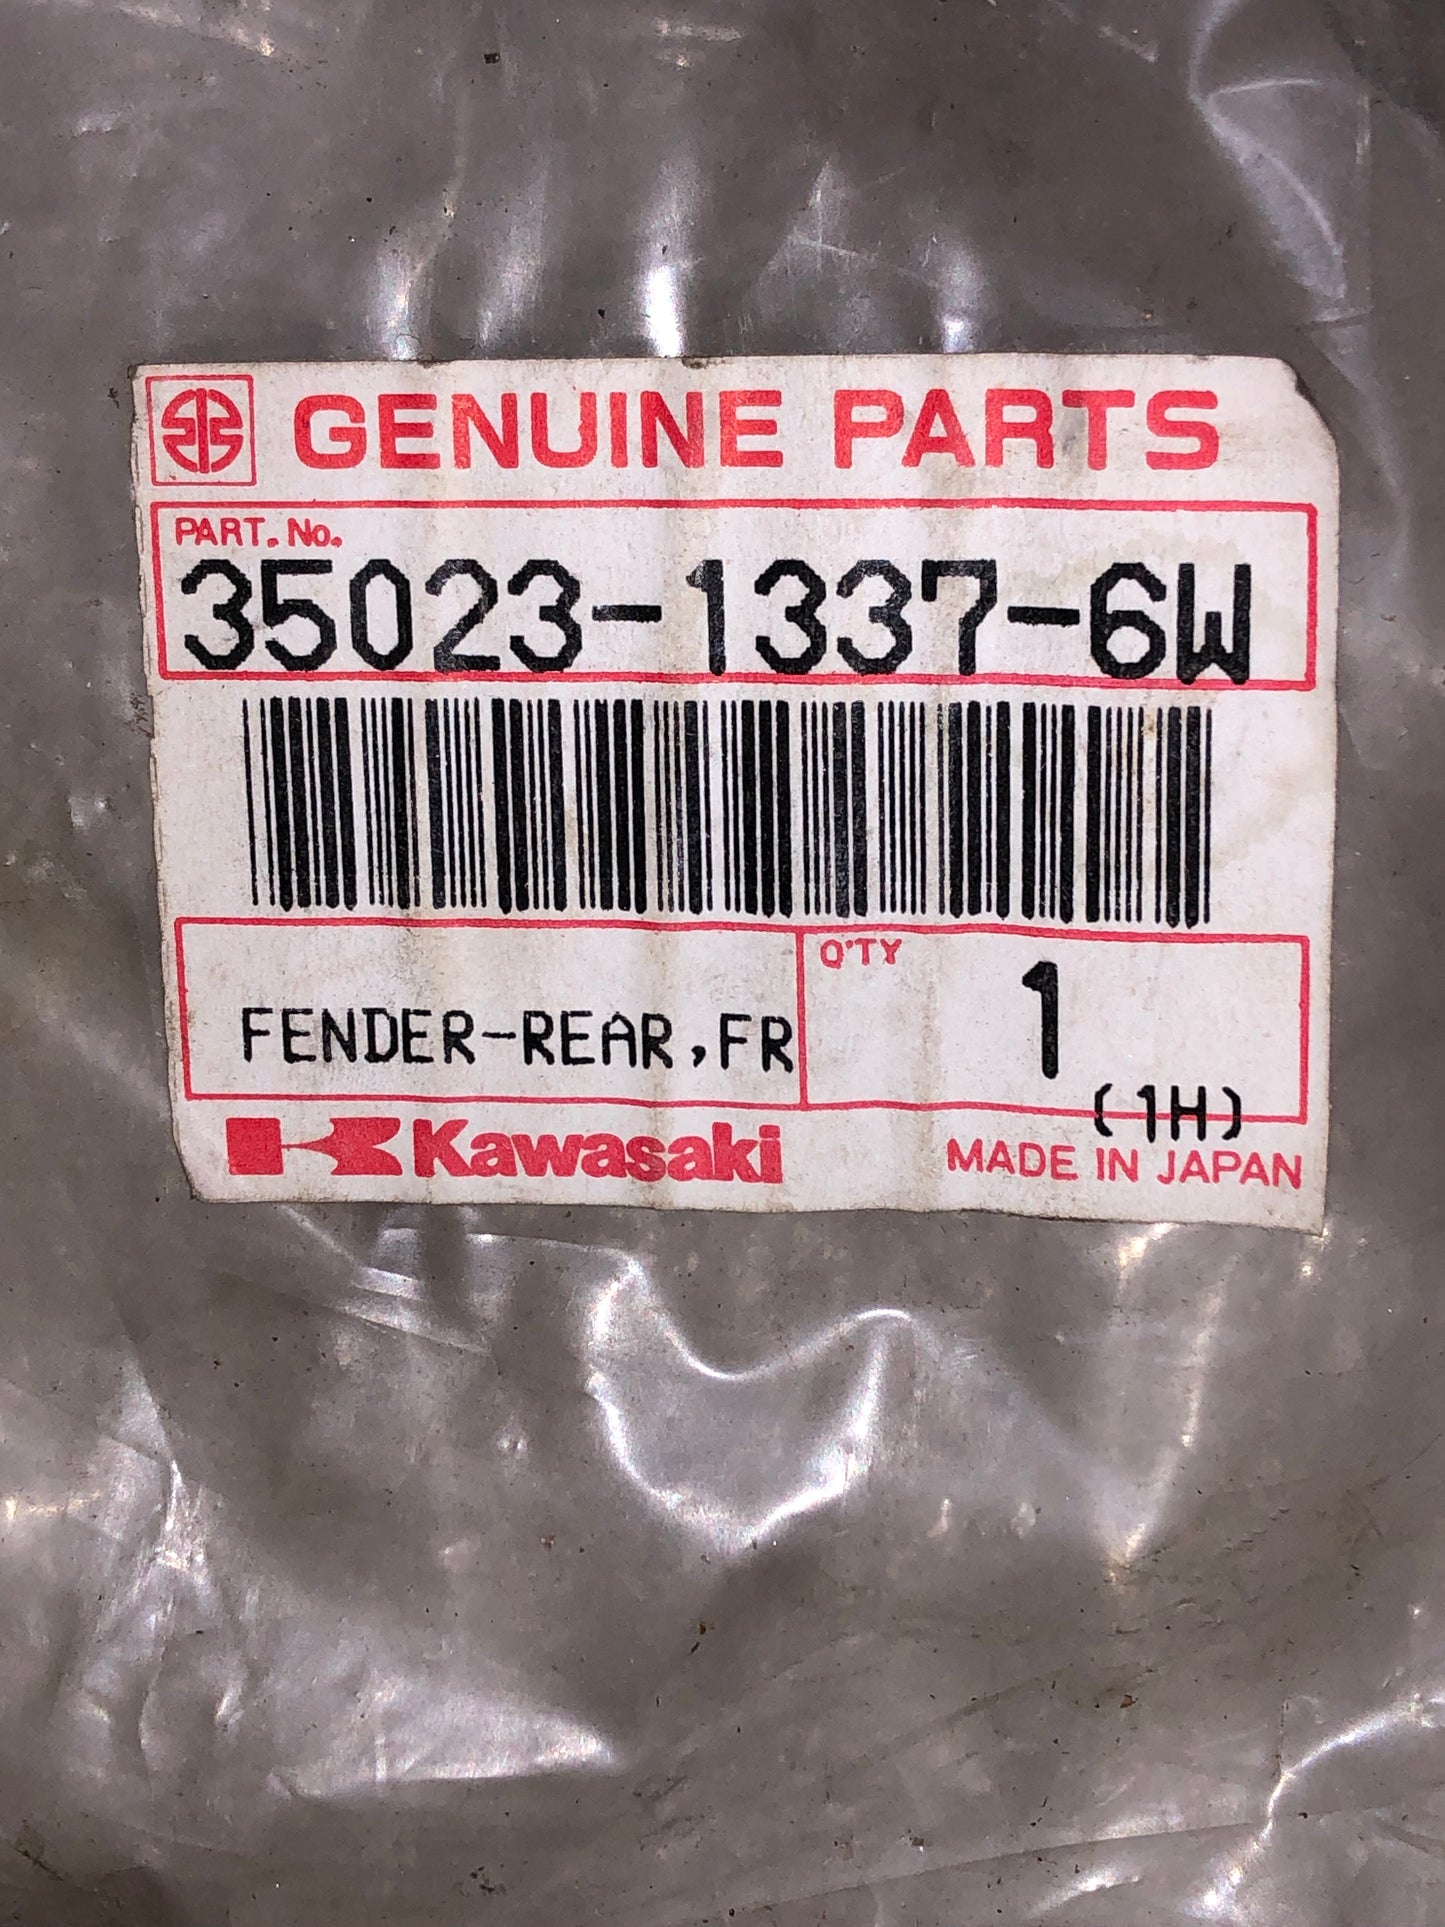 GENUINE PARTS
PART. No.
35023-1337-6W
FENDER-REAR,FR
Q'TY
1
(1H)
Kawasaki
MADE IN JAPAN